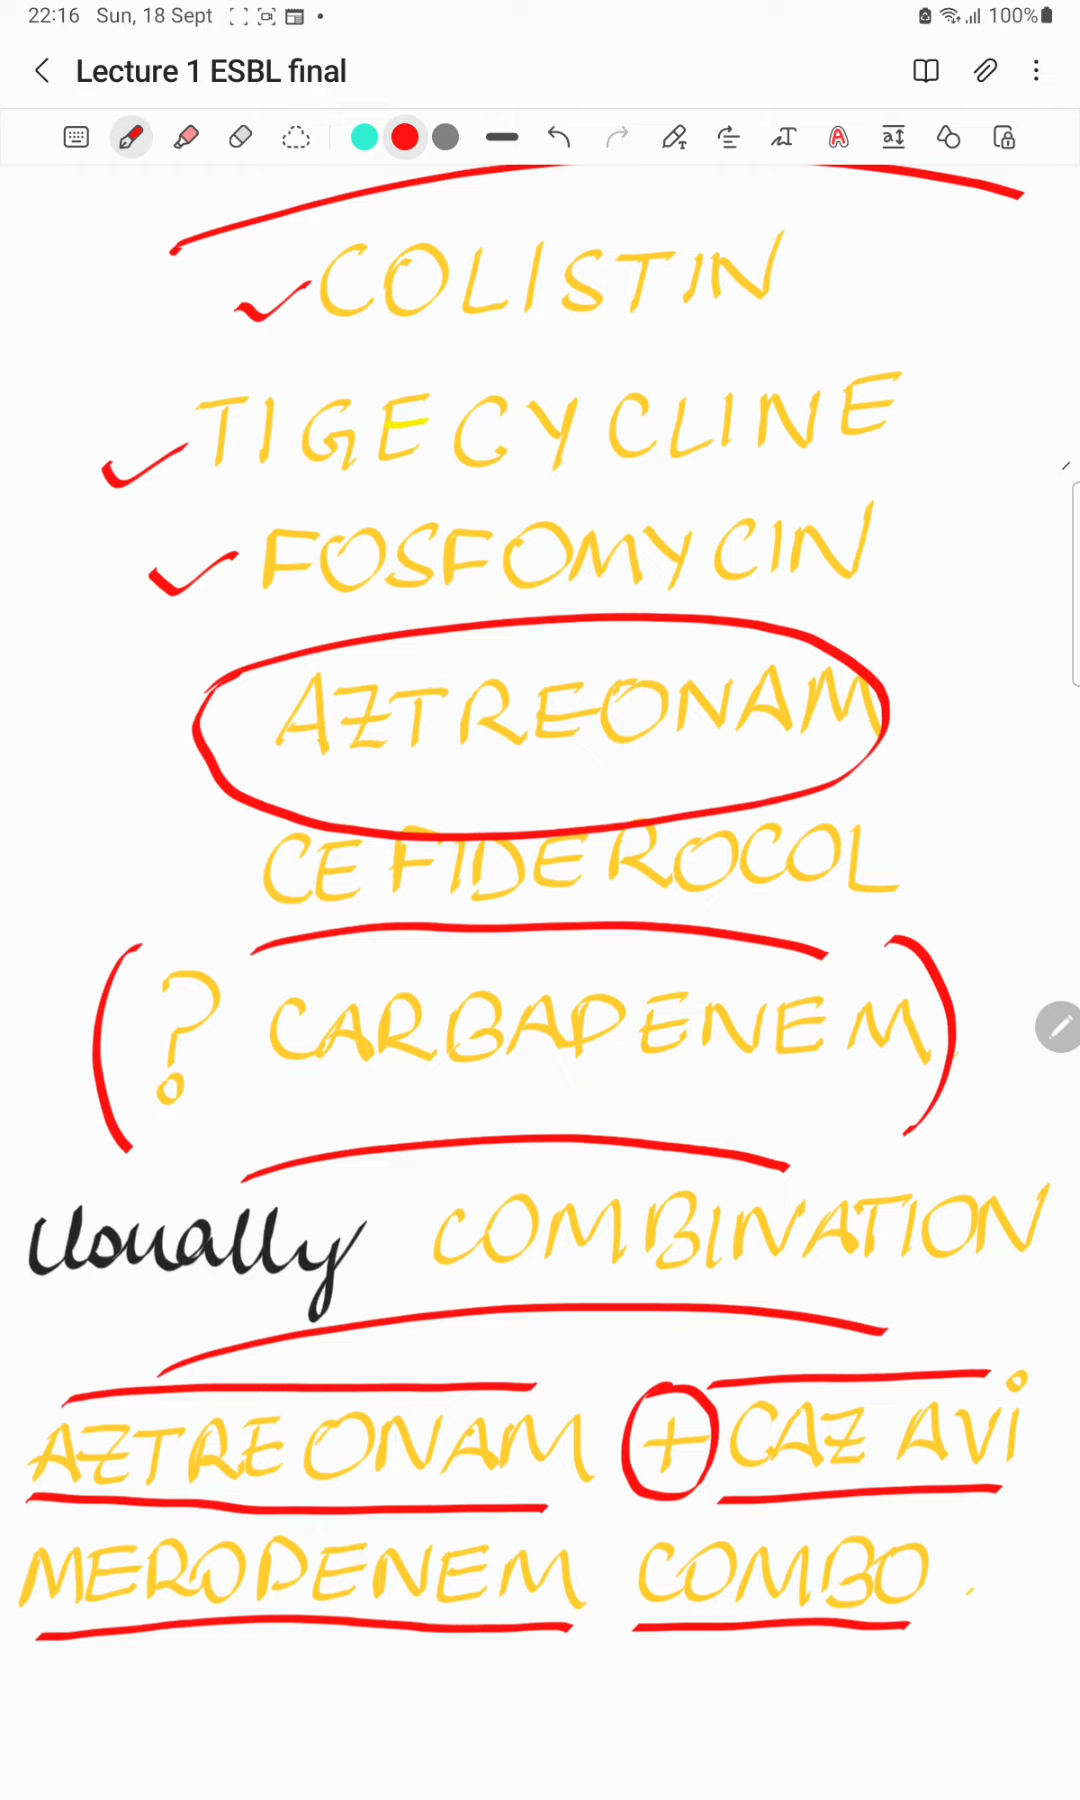 22:16 Sun, 18 Sept 100%
Lecture 1 ESBL final
COLISTIN
TIGECYCLINE
FOSFOMYCIN
AZTREONAM
CEFIDEROCOL
(? CARBAPENEM)
Usually COMBINATION
AZTREONAM + CAZ AVi
MEROPENEM COMBO.